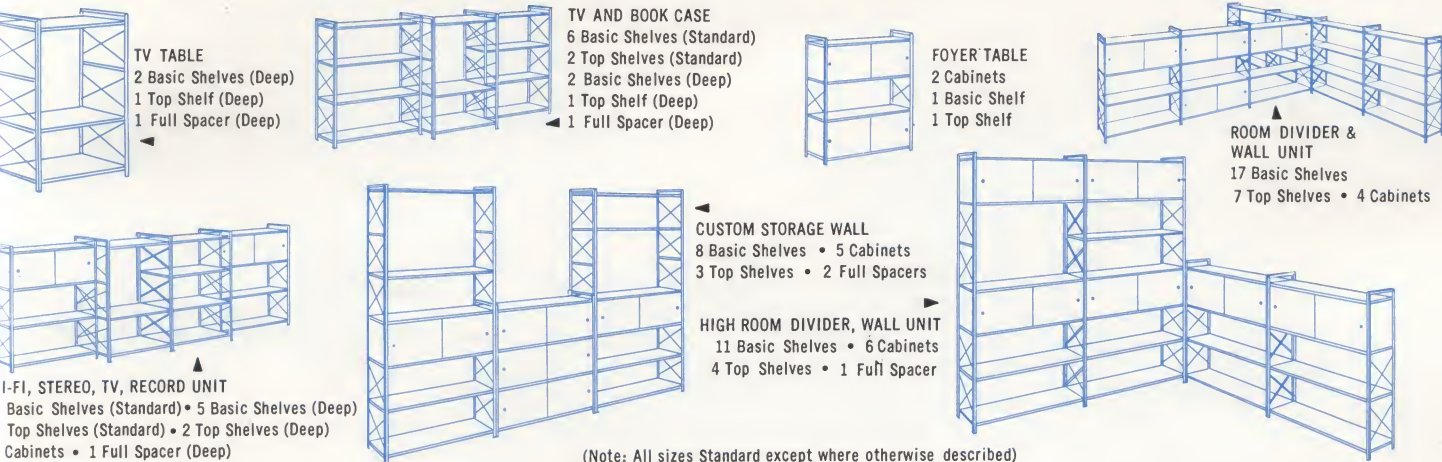 TV TABLE
2 Basic Shelves (Deep)
1 Top Shelf (Deep)
1 Full Spacer (Deep)
TV AND BOOK CASE
6 Basic Shelves (Standard)
2 Top Shelves (Standard)
2 Basic Shelves (Deep)
1 Top Shelf (Deep)
1 Full Spacer (Deep)
FOYER TABLE
2 Cabinets
1 Basic Shelf
1 Top Shelf
ROOM DIVIDER &
WALL UNIT
17 Basic Shelves
7 Top Shelves • 4 Cabinets
I-FI, STEREO, TV, RECORD UNIT
Basic Shelves (Standard) • 5 Basic Shelves (Deep)
Top Shelves (Standard) • 2 Top Shelves (Deep)
Cabinets • 1 Full Spacer (Deep)
CUSTOM STORAGE WALL
8 Basic Shelves • 5 Cabinets
3 Top Shelves • 2 Full Spacers
HIGH ROOM DIVIDER, WALL UNIT
11 Basic Shelves • 6 Cabinets
4 Top Shelves • 1 Full Spacer
(Note: All sizes Standard except where otherwise described)